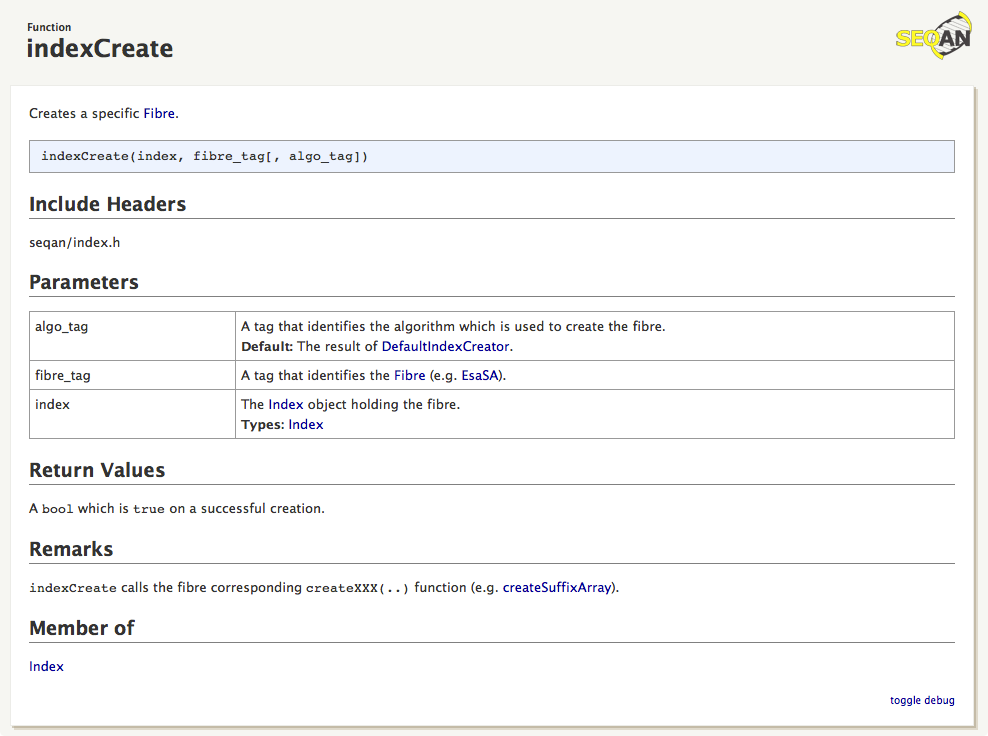 Function
indexCreate
SEQAN
Creates a specific Fibre.
indexCreate(index, fibre_tag[, algo_tag])
Include Headers
seqan/index.h
Parameters
algo_tag
A tag that identifies the algorithm which is used to create the fibre.
Default: The result of DefaultIndexCreator.
fibre_tag
A tag that identifies the Fibre (e.g. EsaSA).
index
The Index object holding the fibre.
Types: Index
Return Values
A bool which is true on a successful creation.
Remarks
indexCreate calls the fibre corresponding createXXX(..) function (e.g. createSuffixArray).
Member of
Index
toggle debug